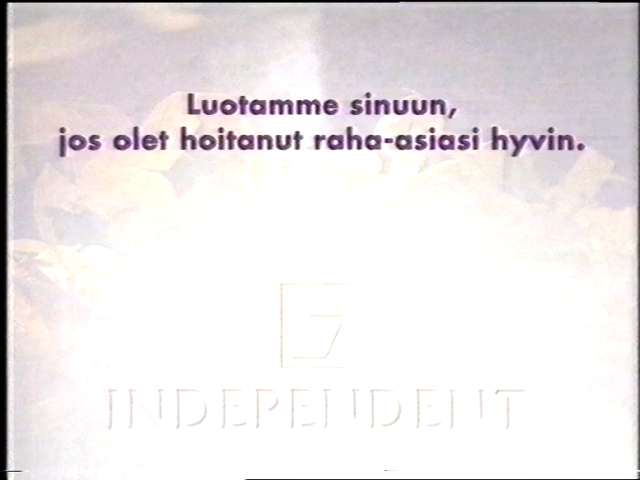 Luotamme sinuun,
jos olet hoitanut raha-asiasi hyvin.
INDEPENDENT